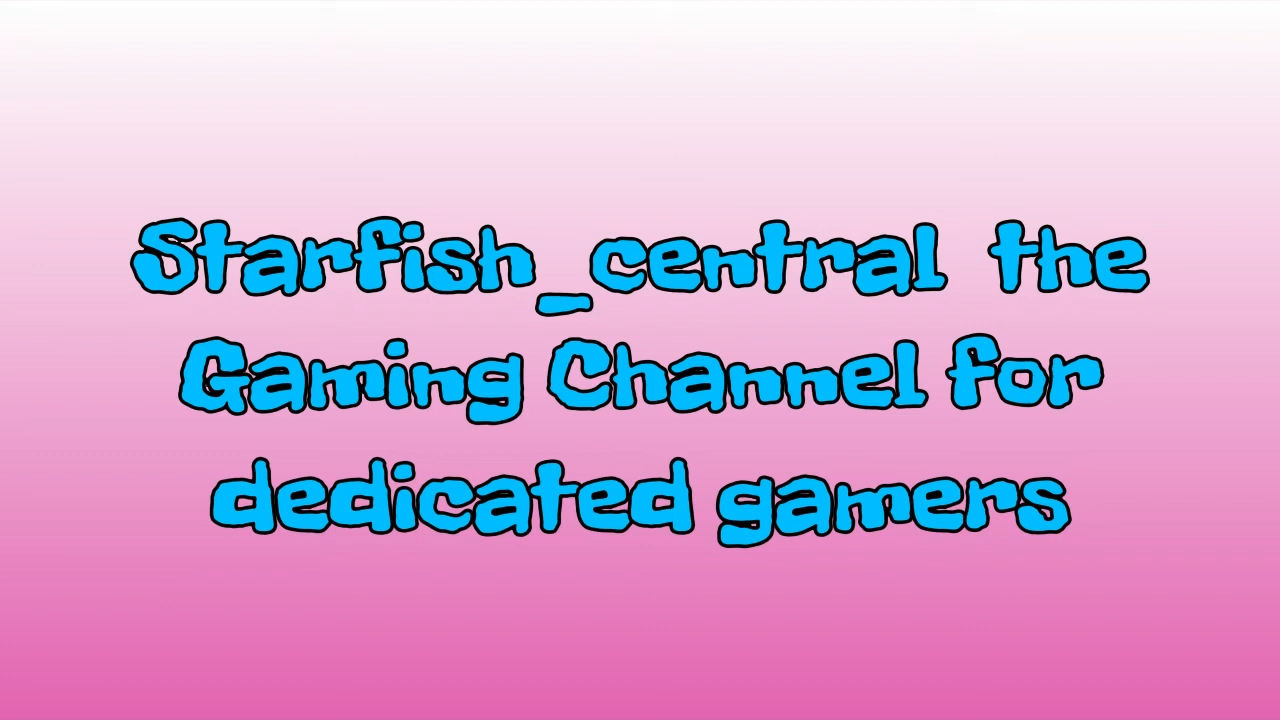 Starfish_central the
Gaming Channel for
dedicated gamers